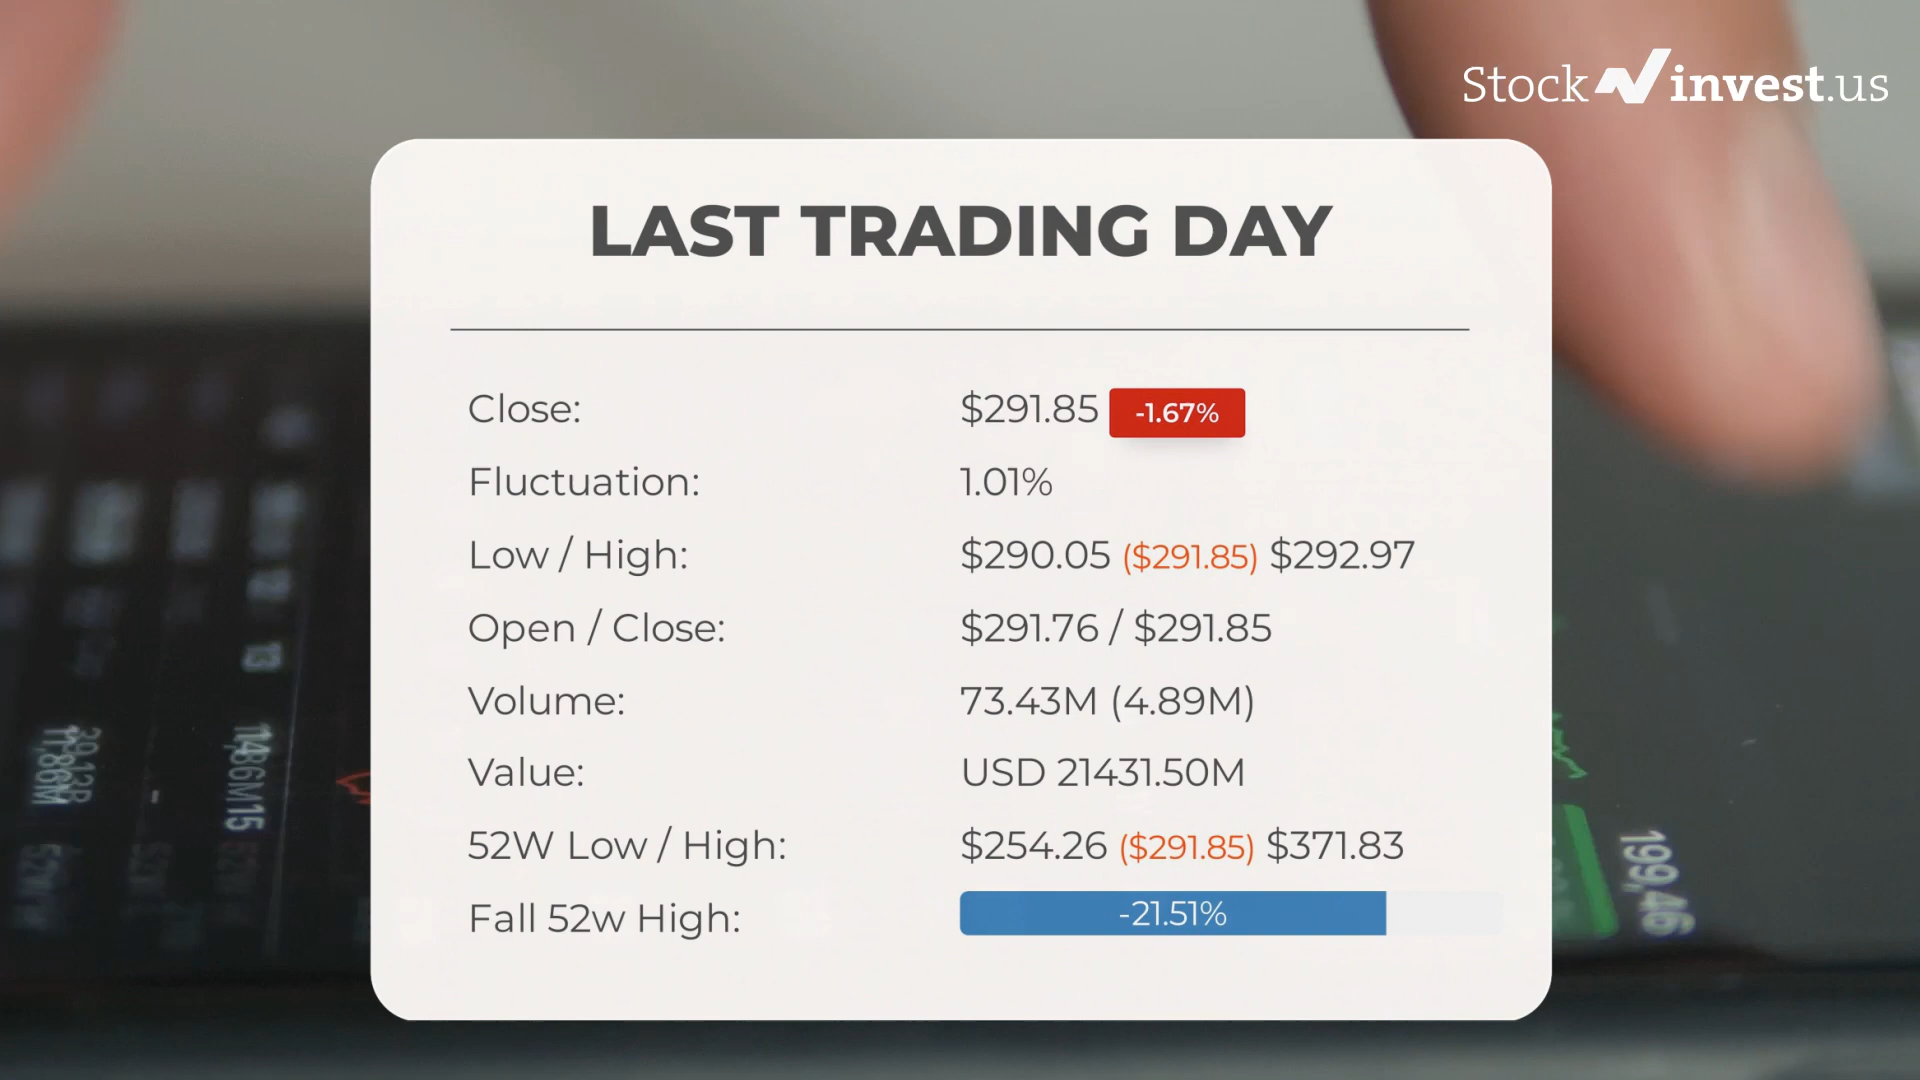 Stock invest.us
LAST TRADING DAY
Close: $291.85 -1.67%
Fluctuation: 1.01%
Low / High: $290.05 ($291.85) $292.97
Open / Close: $291.76 / $291.85
Volume: 73.43M (4.89M)
Value: USD 21431.50M
52W Low / High: $254.26 ($291.85) $371.83
Fall 52w High: -21.51%
199,46